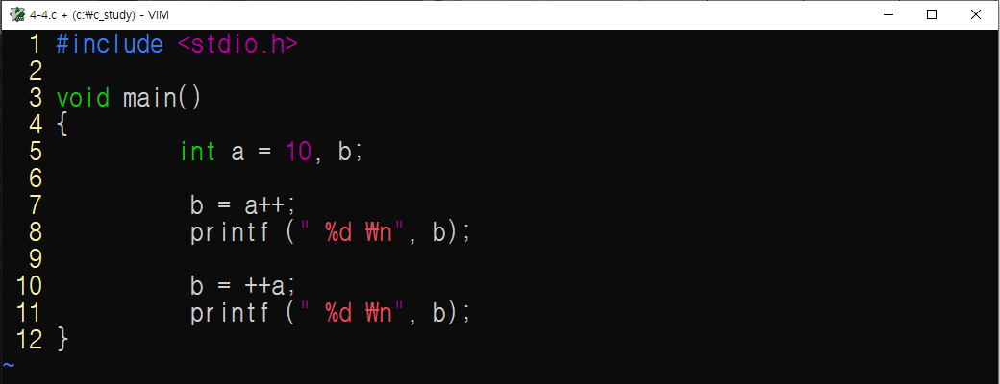 4-4.c + (c:₩c_study) - VIM
1 #include <stdio.h>
2
3 void main()
4 {
5 int a = 10, b;
6
7 b = a++;
8 printf (" %d ₩n", b);
9
10 b = ++a;
11 printf (" %d ₩n", b);
12 }
~